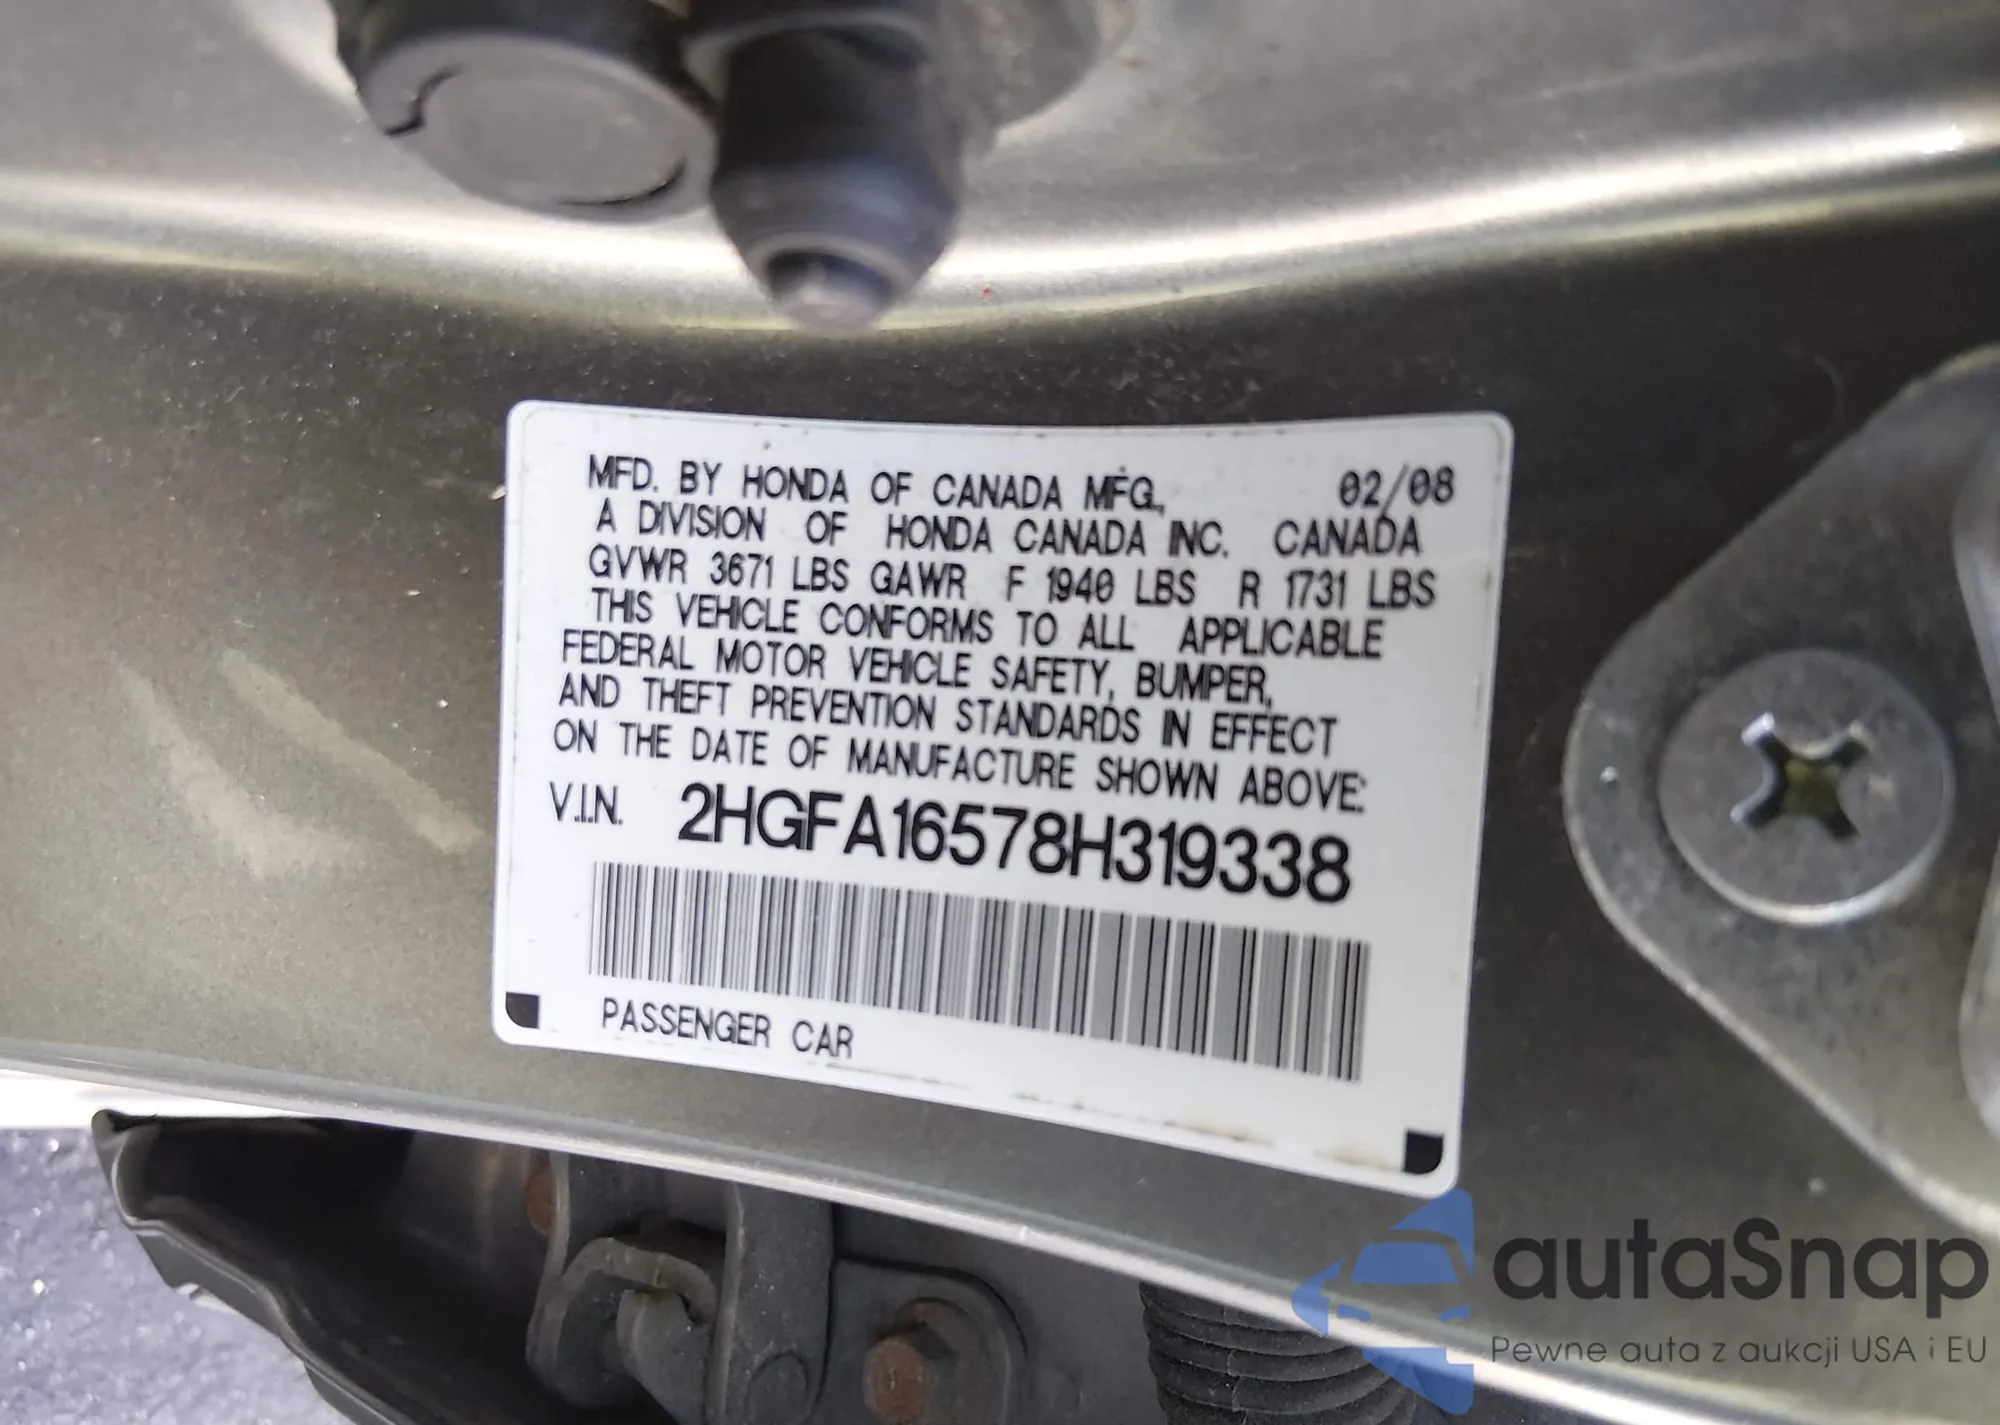 MFD. BY HONDA OF CANADA MFG., 02/08
A DIVISION OF HONDA CANADA INC. CANADA
GVWR 3671 LBS GAWR F 1940 LBS R 1731 LBS
THIS VEHICLE CONFORMS TO ALL APPLICABLE
FEDERAL MOTOR VEHICLE SAFETY, BUMPER,
AND THEFT PREVENTION STANDARDS IN EFFECT
ON THE DATE OF MANUFACTURE SHOWN ABOVE:
V.I.N. 2HGFA16578H319338
PASSENGER CAR
autaSnap
Pewne auta z aukcji USA i EU